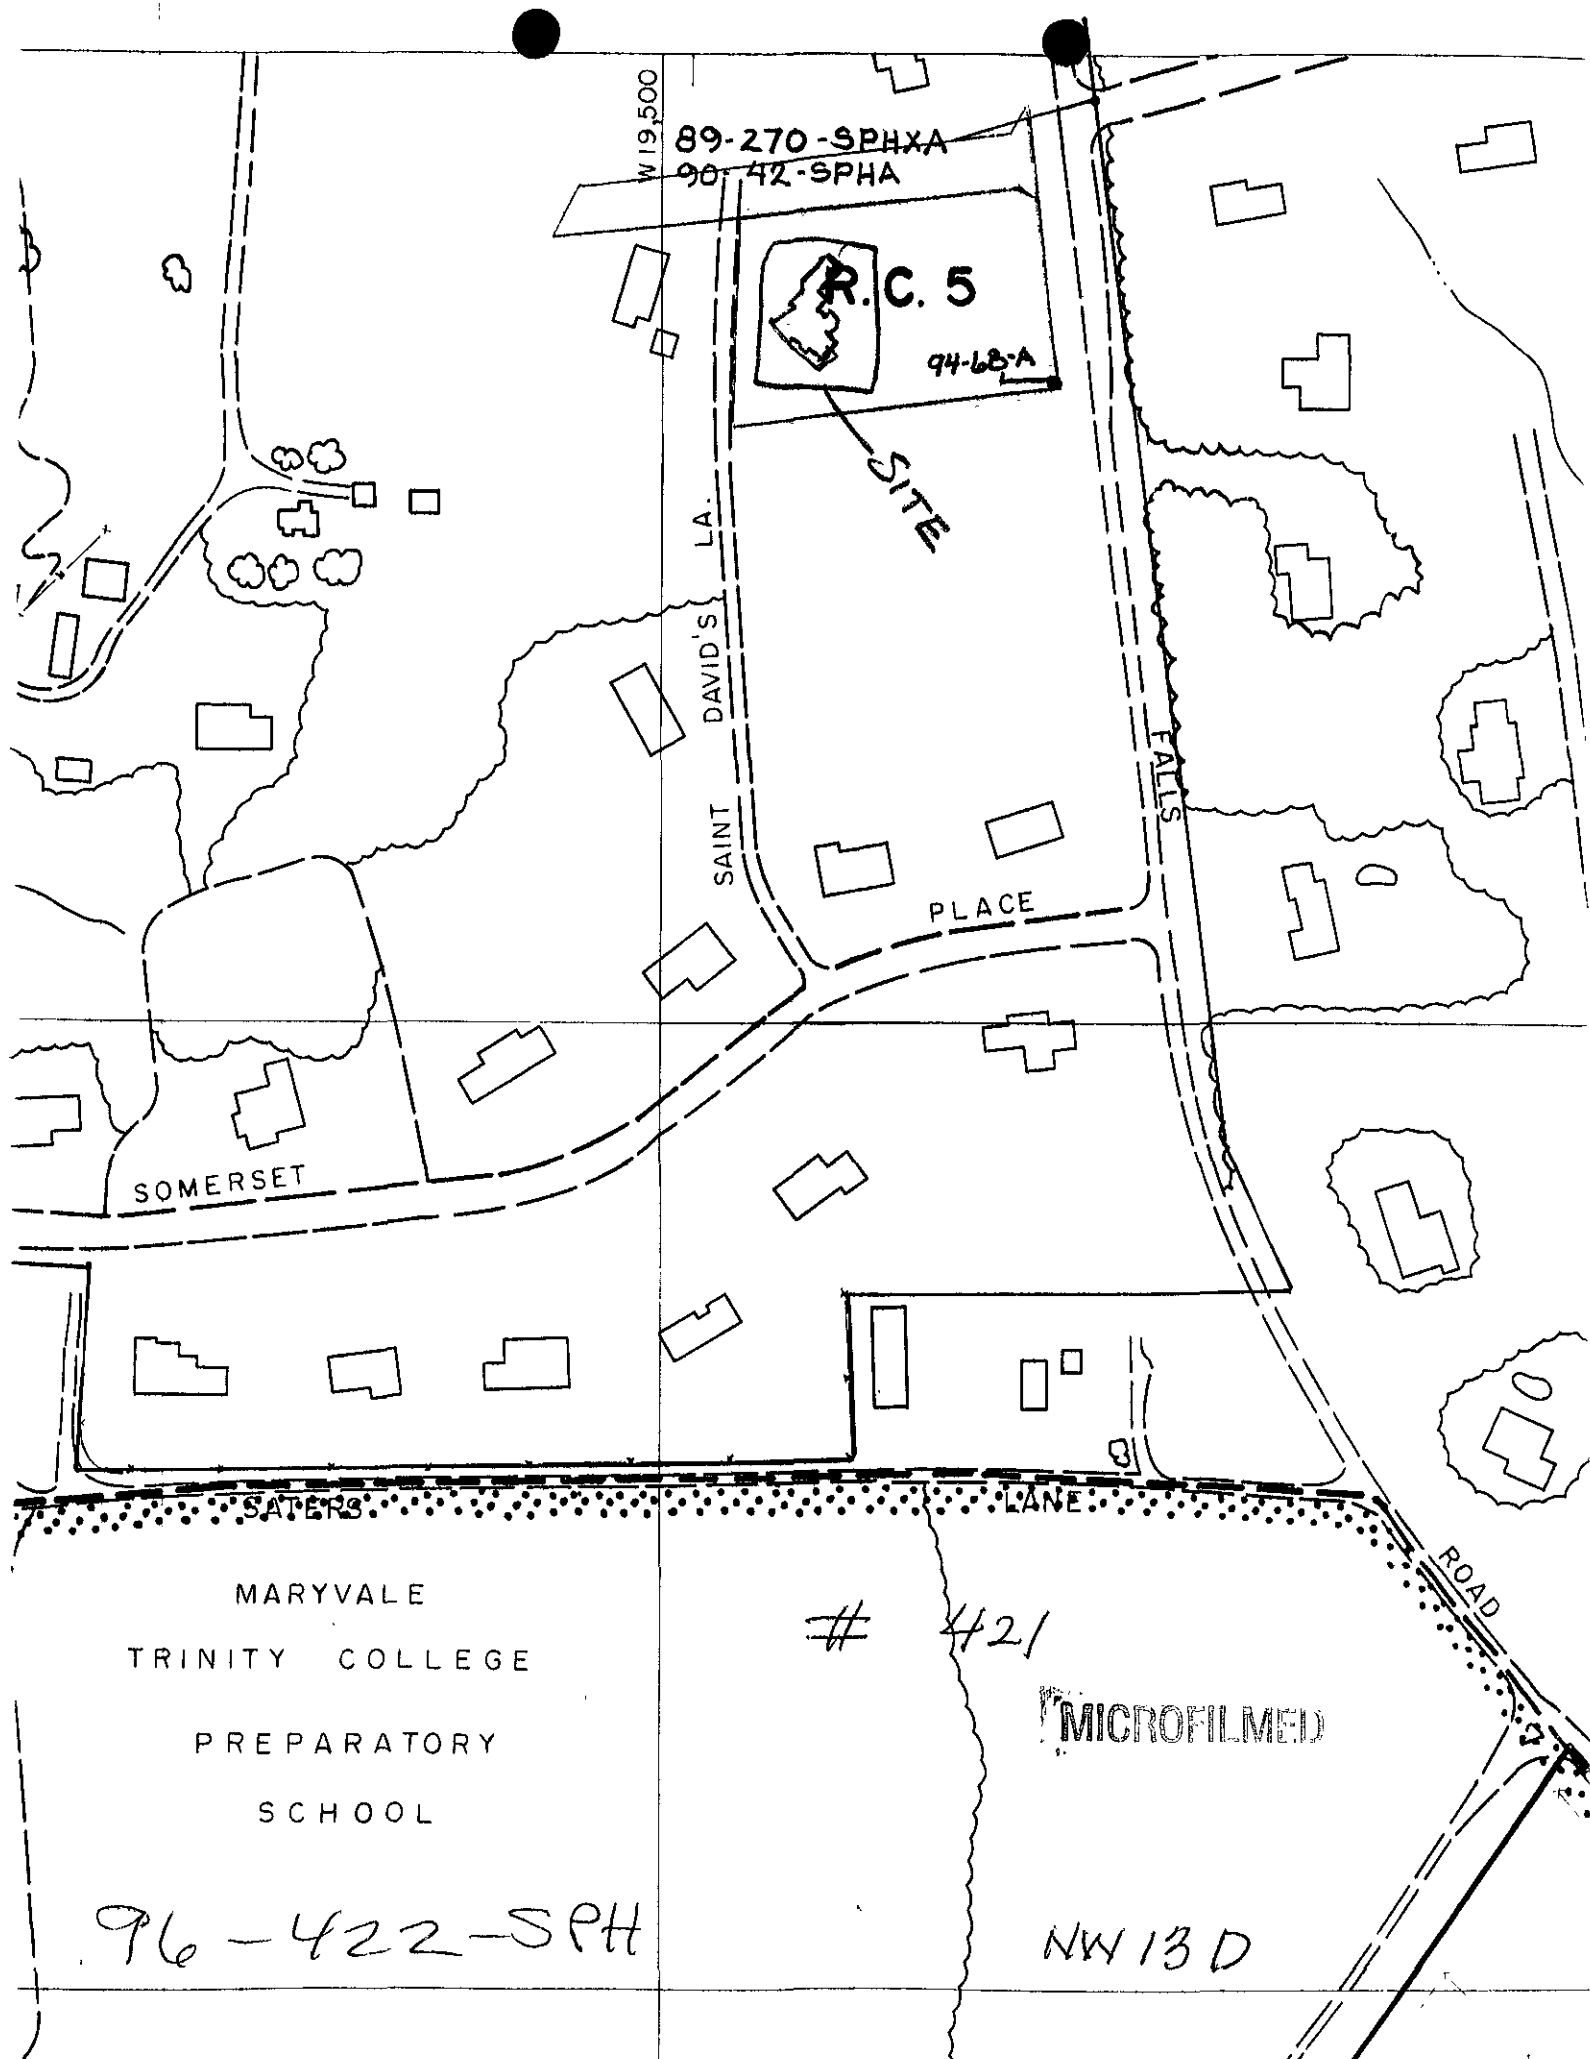 W 19,500
89-270-SPHXA
90-42-SPHA
R.C. 5
94-68-A
SITE
SAINT DAVID'S LA.
FALLS
PLACE
SOMERSET
SATERS LANE
ROAD
MARYVALE
TRINITY COLLEGE
PREPARATORY
SCHOOL
# 421
MICROFILMED
96-422-SPH
NW 13 D